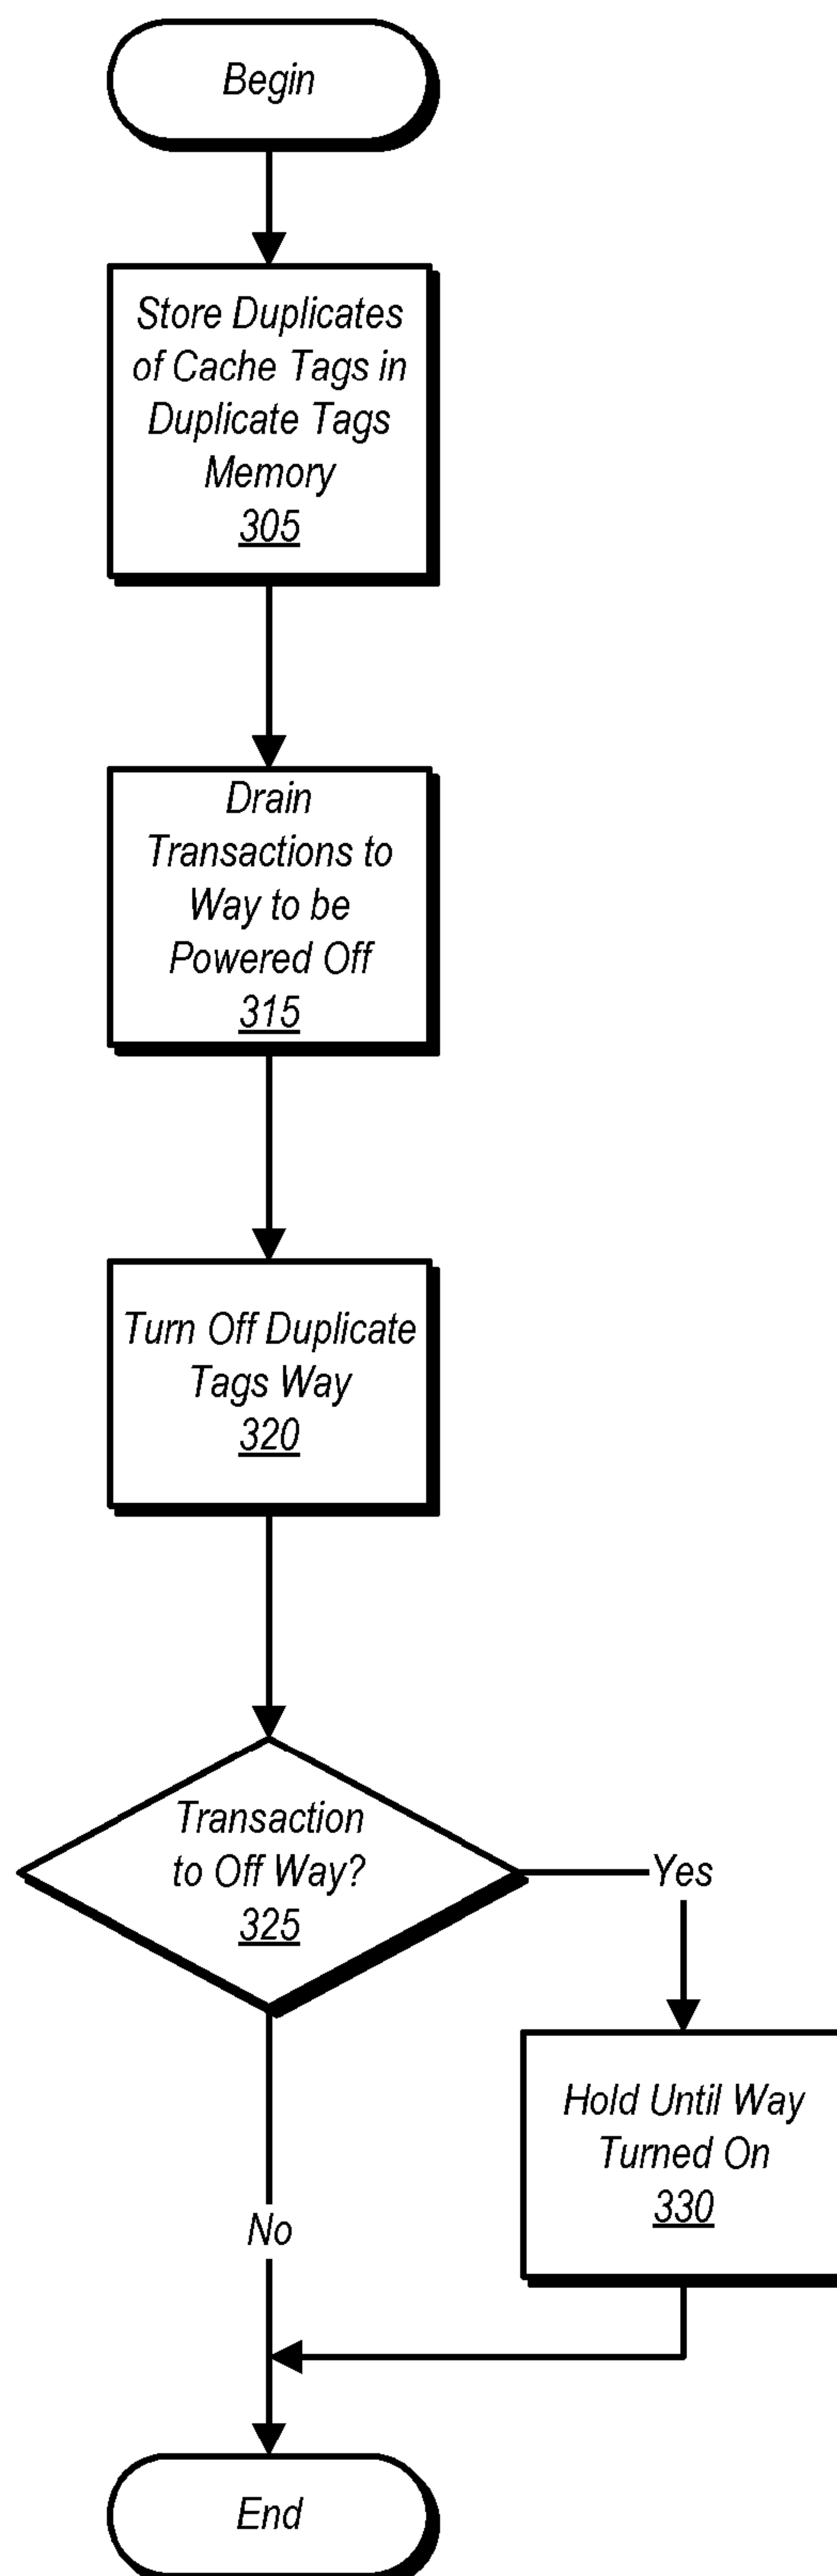 Begin
Store Duplicates
of Cache Tags in
Duplicate Tags
Memory
305
Drain
Transactions to
Way to be
Powered Off
315
Turn Off Duplicate
Tags Way
320
Transaction
to Off Way?
325
Yes
Hold Until Way
Turned On
330
No
End